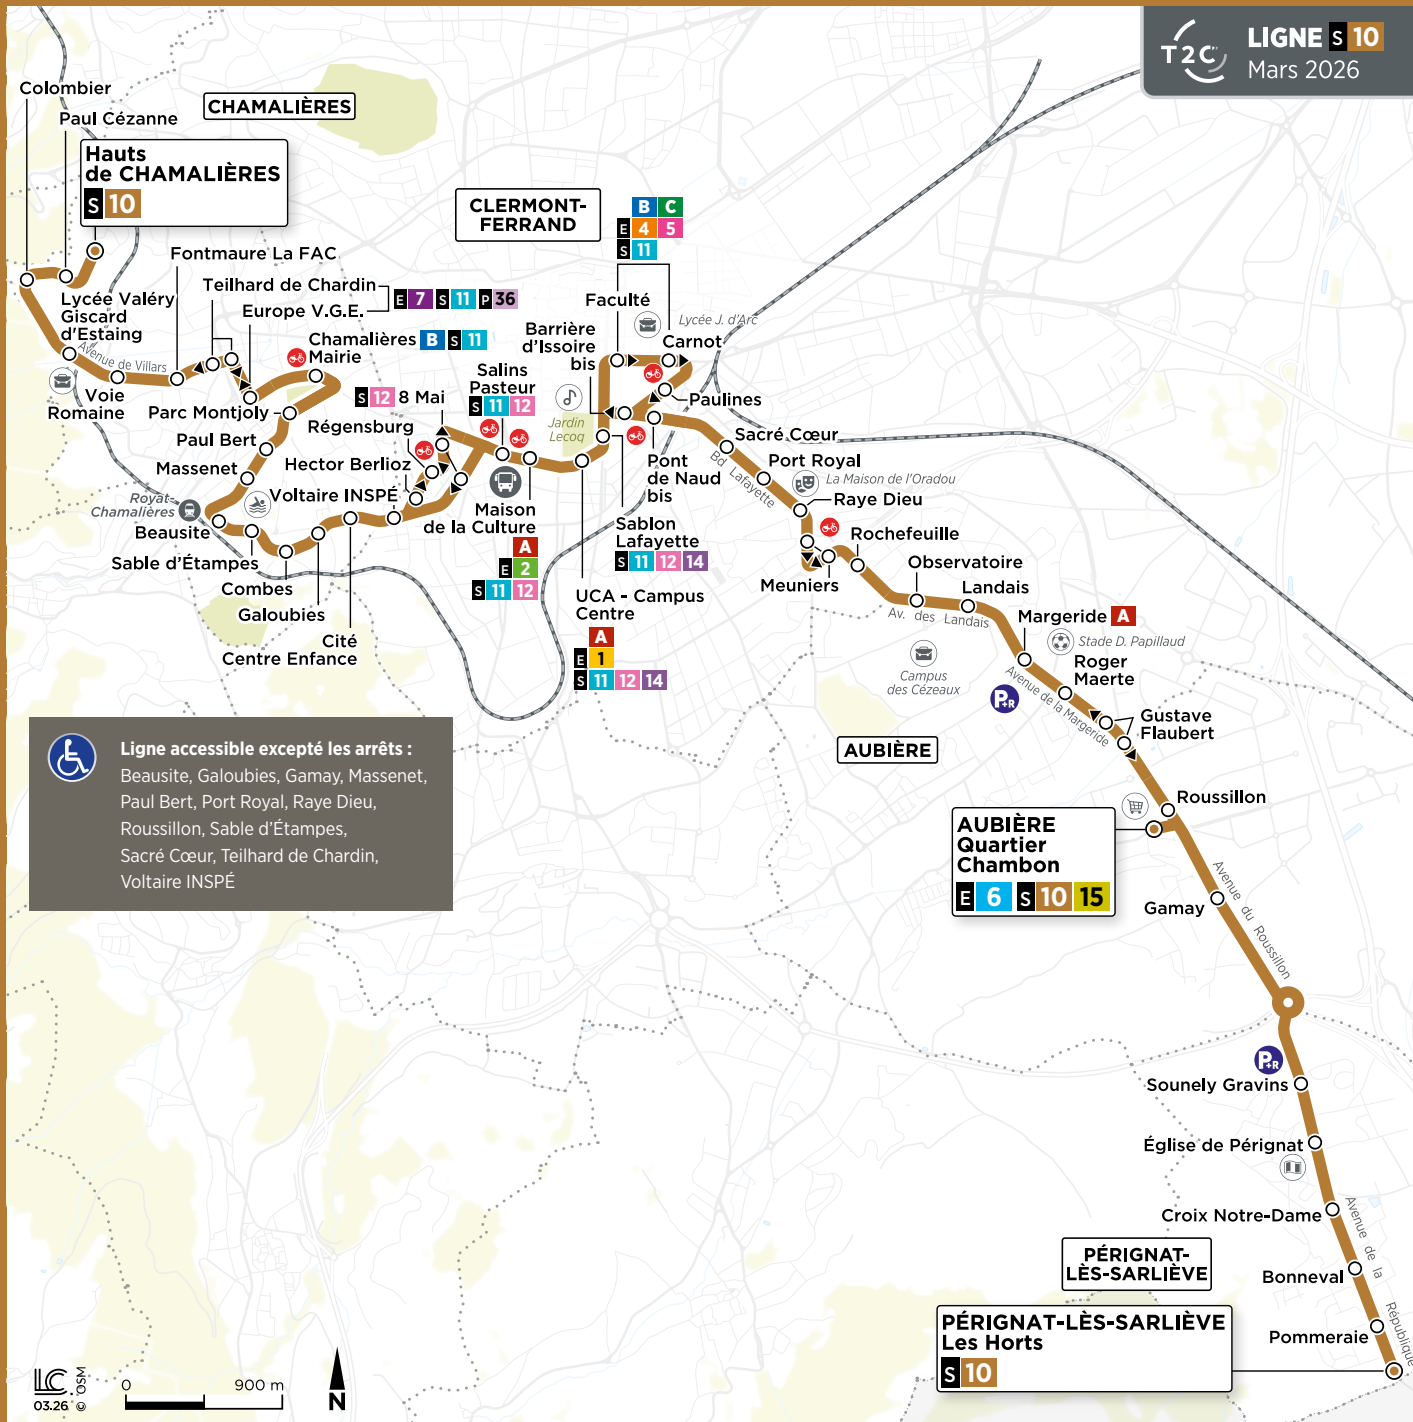 T2C
LIGNE S 10
Mars 2026
Colombier
Paul Cézanne
CHAMALIÈRES
Hauts
de CHAMALIÈRES
S 10
CLERMONT-
FERRAND
B C
E 4 5
S 11
Fontmaure La FAC
Teilhard de Chardin
Europe V.G.E.
E 7 S 11 P 36
Lycée Valéry
Giscard
d'Estaing
Avenue de Villars
Voie
Romaine
Chamalières
Mairie
B S 11
Parc Montjoly
Paul Bert
Massenet
Royat-
Chamalières
Beausite
Sable d'Étampes
Combes
Galoubies
Cité
Centre Enfance
Voltaire INSPÉ
Hector Berlioz
Régensburg
S 12 8 Mai
Salins
Pasteur
S 11 12
Maison
de la Culture
A
E 2
S 11 12
Jardin
Lecoq
Barrière
d'Issoire
bis
Faculté
Lycée J. d'Arc
Carnot
Paulines
Pont
de Naud
bis
Sablon
Lafayette
S 11 12 14
UCA - Campus
Centre
A
E 1
S 11 12 14
Sacré Cœur
Bd Lafayette
Port Royal
La Maison de l'Oradou
Raye Dieu
Rochefeuille
Meuniers
Observatoire
Landais
Av. des Landais
Campus
des Cézeaux
Margeride A
Stade D. Papillaud
Roger
Maerte
P+R
Avenue de la Margeride
Gustave
Flaubert
AUBIÈRE
Roussillon
AUBIÈRE
Quartier
Chambon
E 6 S 10 15
Gamay
Avenue du Roussillon
P+R
Sounely Gravins
Église de Pérignat
Croix Notre-Dame
Avenue de la République
PÉRIGNAT-
LÈS-SARLIÈVE
Bonneval
Pommeraie
PÉRIGNAT-LÈS-SARLIÈVE
Les Horts
S 10
Ligne accessible excepté les arrêts :
Beausite, Galoubies, Gamay, Massenet,
Paul Bert, Port Royal, Raye Dieu,
Roussillon, Sable d'Étampes,
Sacré Cœur, Teilhard de Chardin,
Voltaire INSPÉ
LC
03.26
© OSM
0 900 m
N